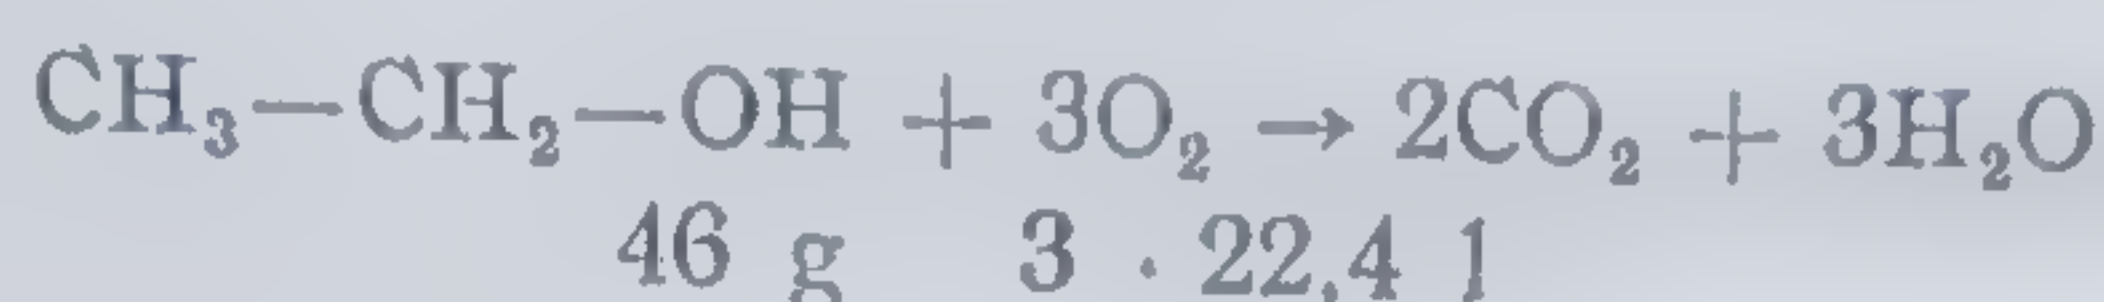 CH₃—CH₂—OH + 3O₂ → 2CO₂ + 3H₂O
46 g 3 · 22,4 l